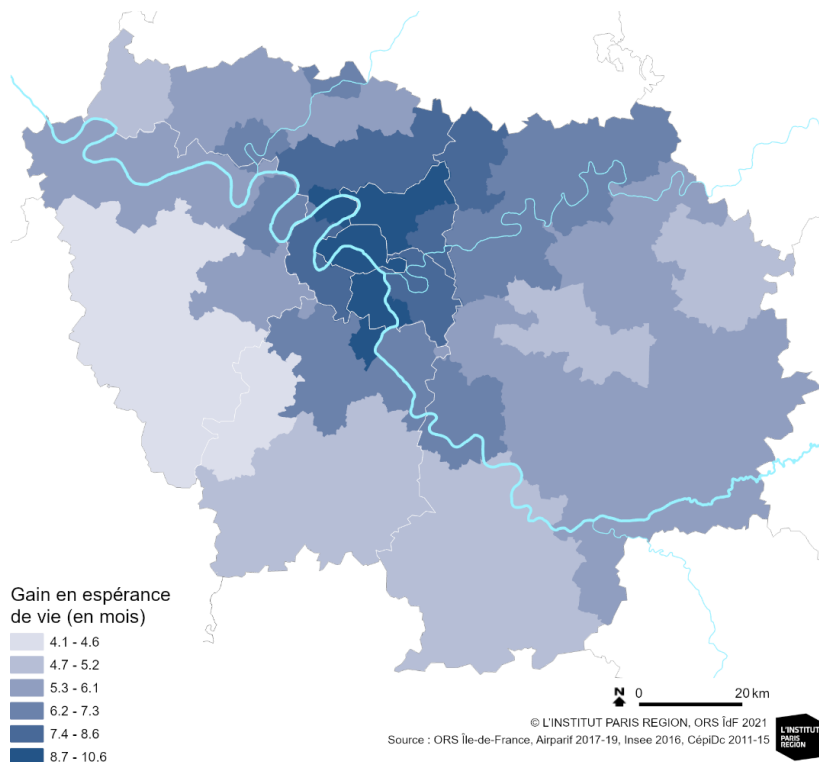 Gain en espérance
de vie (en mois)
4.1 - 4.6
4.7 - 5.2
5.3 - 6.1
6.2 - 7.3
7.4 - 8.6
8.7 - 10.6
N 0 20 km
© L'INSTITUT PARIS REGION, ORS ÎdF 2021
Source : ORS Île-de-France, Airparif 2017-19, Insee 2016, CépiDc 2011-15
L'INSTITUT
PARIS
REGION